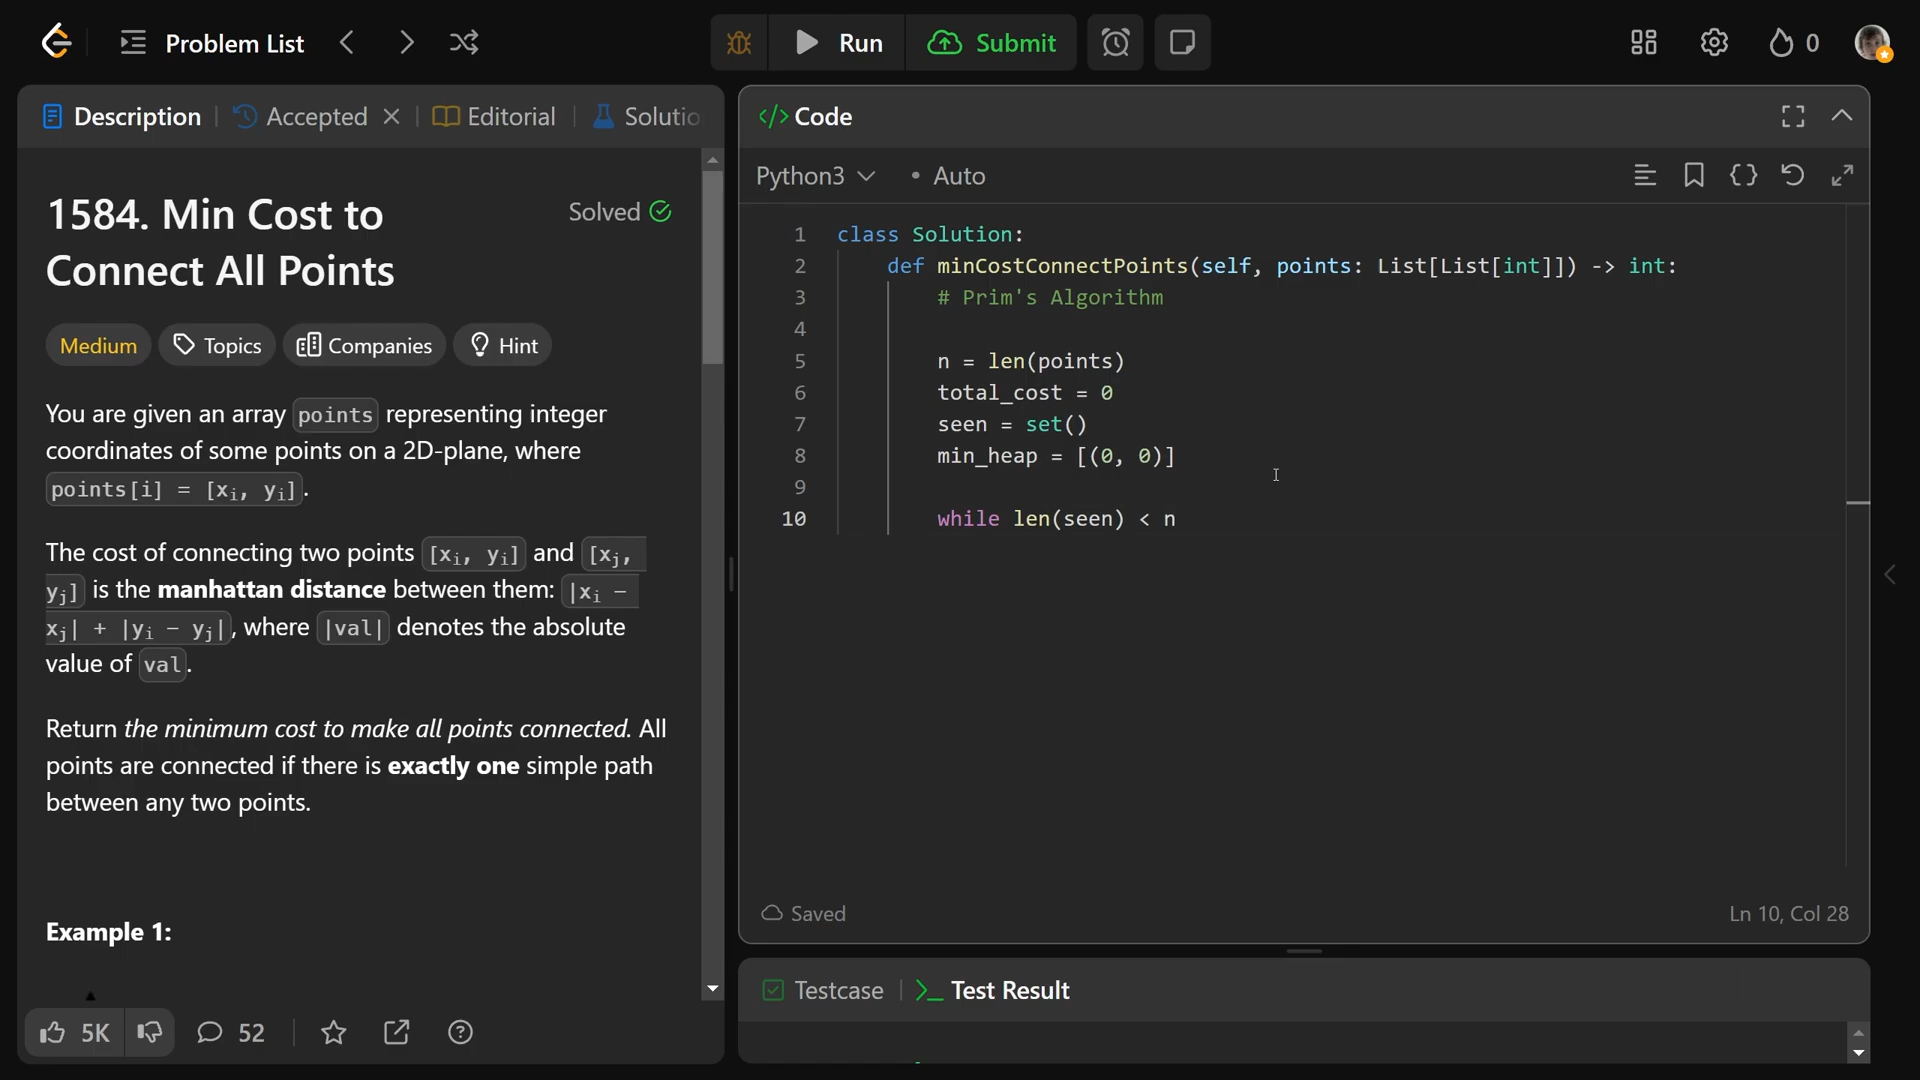 Problem List
Run
Submit
0
Description
Accepted
Editorial
Solutio
1584. Min Cost to
Connect All Points
Solved
Medium
Topics
Companies
Hint
You are given an array points representing integer
coordinates of some points on a 2D-plane, where
points[i] = [xi, yi].
The cost of connecting two points [xi, yi] and [xj,
yj] is the manhattan distance between them: |xi -
xj| + |yi - yj|, where |val| denotes the absolute
value of val.
Return the minimum cost to make all points connected. All
points are connected if there is exactly one simple path
between any two points.
Example 1:
5K
52
</> Code
Python3
• Auto
1 class Solution:
2 def minCostConnectPoints(self, points: List[List[int]]) -> int:
3 # Prim's Algorithm
4
5 n = len(points)
6 total_cost = 0
7 seen = set()
8 min_heap = [(0, 0)]
9
10 while len(seen) < n
Saved
Ln 10, Col 28
Testcase
>_ Test Result